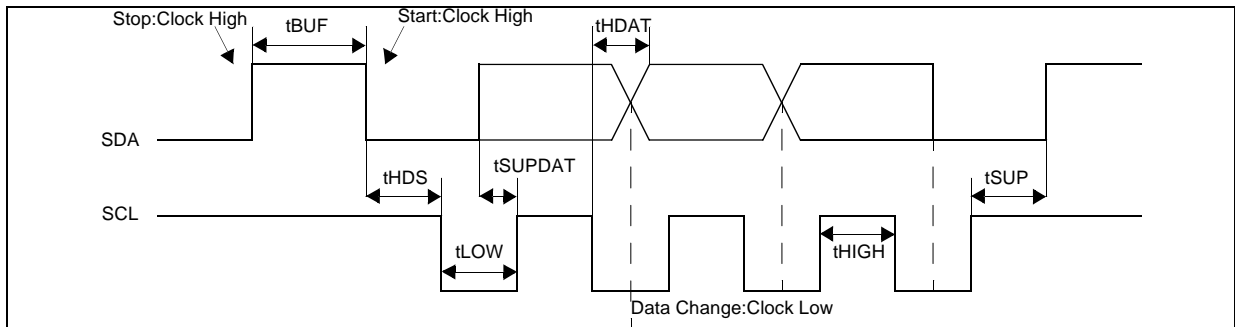 Stop:Clock High
tBUF
Start:Clock High
tHDAT
SDA
tHDS
tSUPDAT
tSUP
SCL
tLOW
tHIGH
Data Change:Clock Low